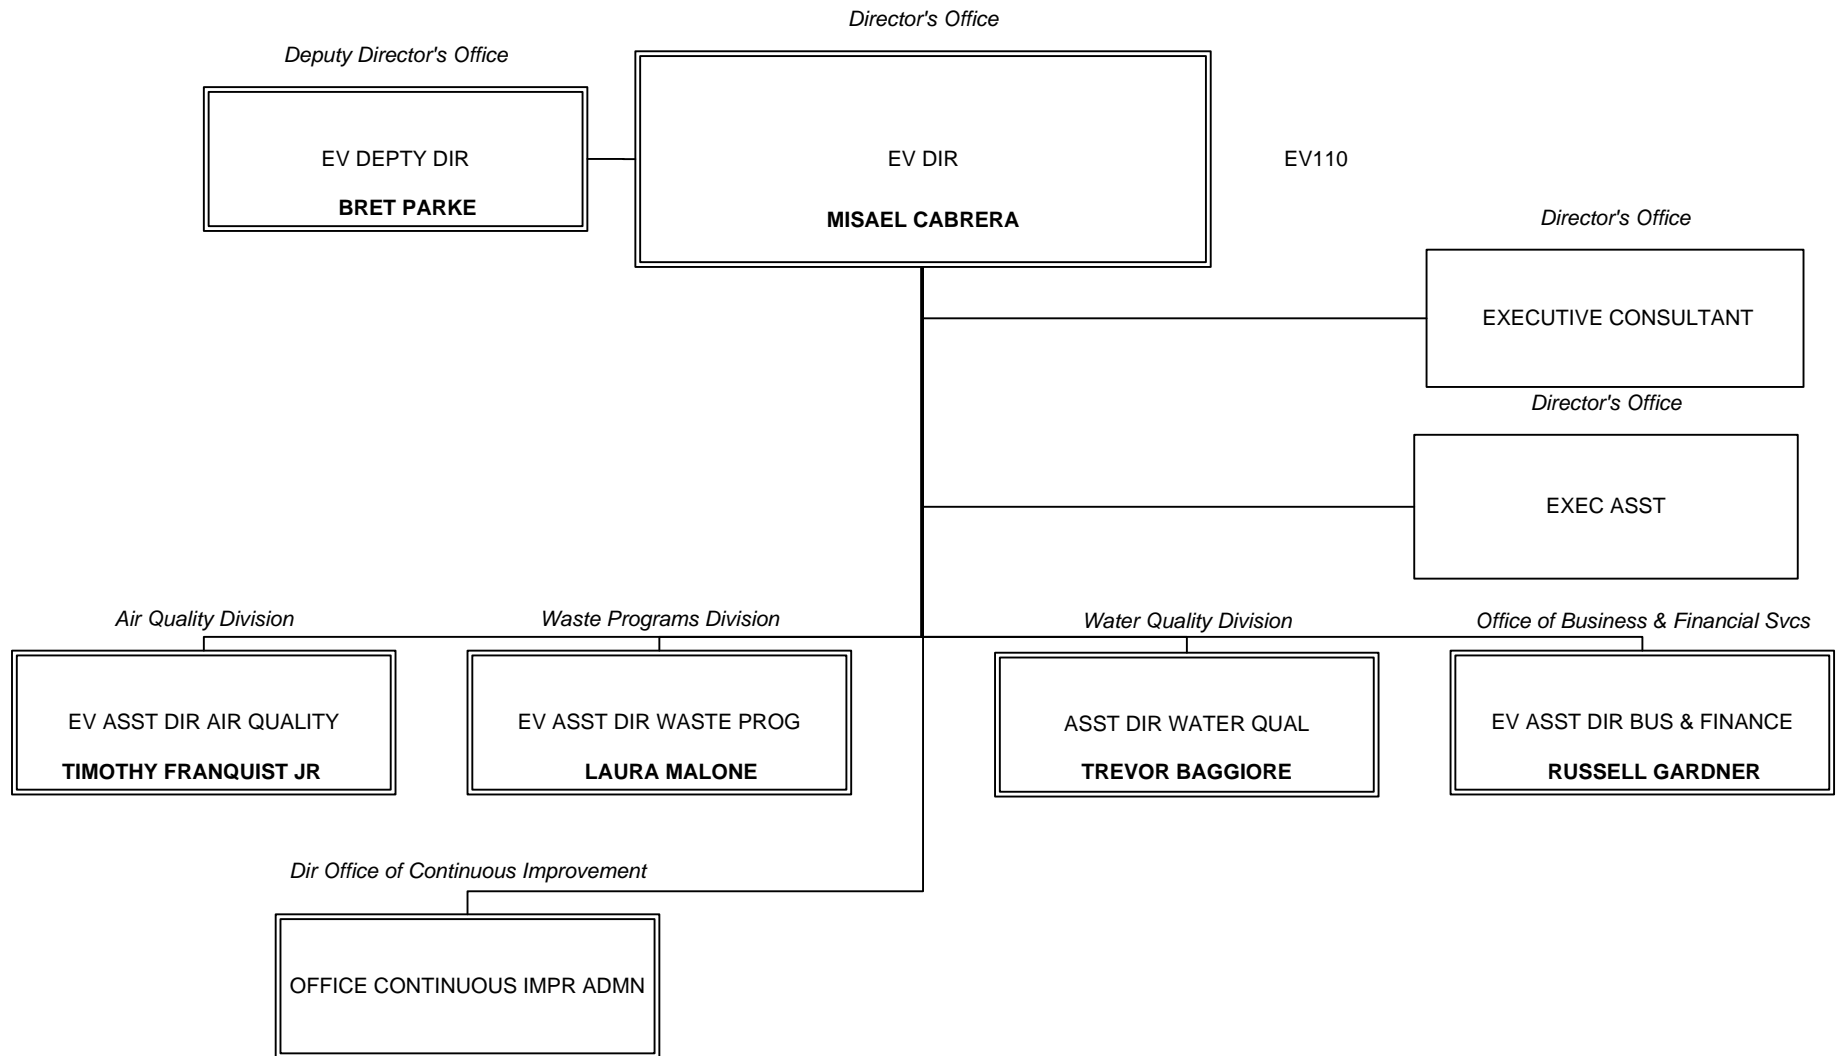 Director's Office
Deputy Director's Office
EV DEPTY DIR
BRET PARKE
EV DIR
MISAEL CABRERA
EV110
Director's Office
EXECUTIVE CONSULTANT
Director's Office
EXEC ASST
Air Quality Division
EV ASST DIR AIR QUALITY
TIMOTHY FRANQUIST JR
Waste Programs Division
EV ASST DIR WASTE PROG
LAURA MALONE
Water Quality Division
ASST DIR WATER QUAL
TREVOR BAGGIORE
Office of Business & Financial Svcs
EV ASST DIR BUS & FINANCE
RUSSELL GARDNER
Dir Office of Continuous Improvement
OFFICE CONTINUOUS IMPR ADMN